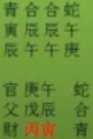 青合合蛇
寅辰辰午
辰午午庚
官庚午　蛇
父戊辰　合
财丙寅　青